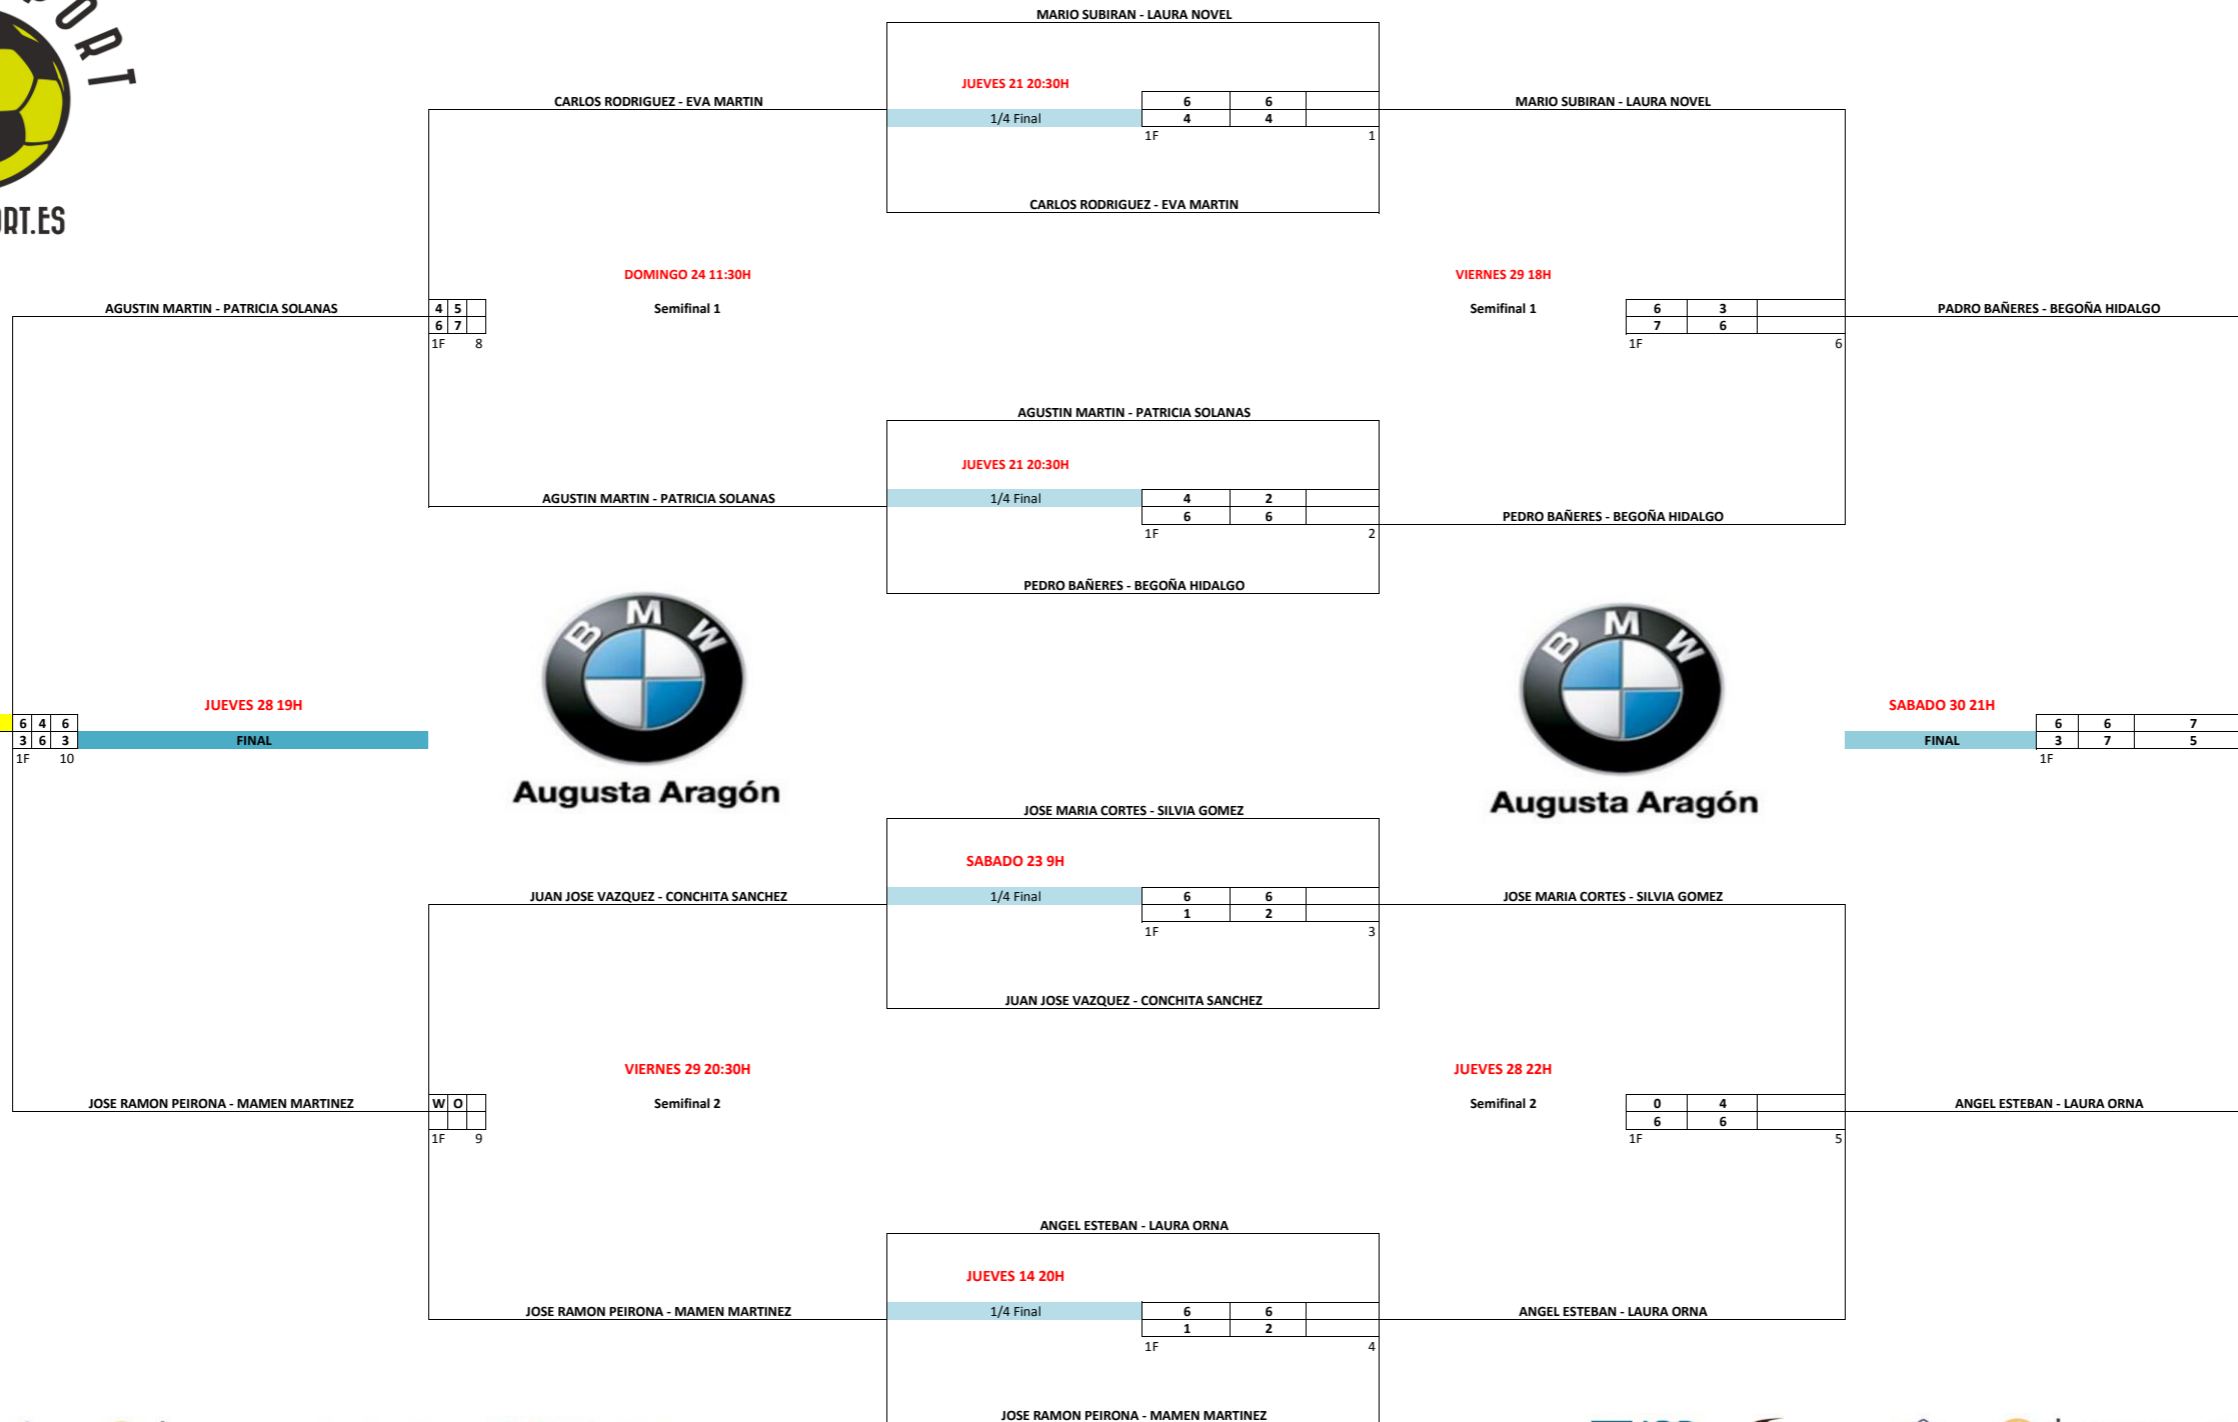 MARIO SUBIRAN - LAURA NOVEL
JUEVES 21 20:30H
CARLOS RODRIGUEZ - EVA MARTIN
6 6
MARIO SUBIRAN - LAURA NOVEL
1/4 Final
4 4
1F 1
CARLOS RODRIGUEZ - EVA MARTIN
ORT.ES
DOMINGO 24 11:30H
VIERNES 29 18H
AGUSTIN MARTIN - PATRICIA SOLANAS
4 5
Semifinal 1
Semifinal 1
6 3
PADRO BAÑERES - BEGOÑA HIDALGO
6 7
7 6
1F 8
1F 6
AGUSTIN MARTIN - PATRICIA SOLANAS
JUEVES 21 20:30H
AGUSTIN MARTIN - PATRICIA SOLANAS
1/4 Final
4 2
6 6
PEDRO BAÑERES - BEGOÑA HIDALGO
1F 2
PEDRO BAÑERES - BEGOÑA HIDALGO
BMW
BMW
JUEVES 28 19H
SABADO 30 21H
6 4 6
6 6 7
3 6 3
FINAL
FINAL
3 7 5
1F 10
1F
Augusta Aragón
Augusta Aragón
JOSE MARIA CORTES - SILVIA GOMEZ
SABADO 23 9H
JUAN JOSE VAZQUEZ - CONCHITA SANCHEZ
1/4 Final
6 6
JOSE MARIA CORTES - SILVIA GOMEZ
1 2
1F 3
JUAN JOSE VAZQUEZ - CONCHITA SANCHEZ
VIERNES 29 20:30H
JUEVES 28 22H
JOSE RAMON PEIRONA - MAMEN MARTINEZ
W O
Semifinal 2
Semifinal 2
0 4
ANGEL ESTEBAN - LAURA ORNA
6 6
1F 9
1F 5
ANGEL ESTEBAN - LAURA ORNA
JUEVES 14 20H
JOSE RAMON PEIRONA - MAMEN MARTINEZ
1/4 Final
6 6
ANGEL ESTEBAN - LAURA ORNA
1 2
1F 4
JOSE RAMON PEIRONA - MAMEN MARTINEZ